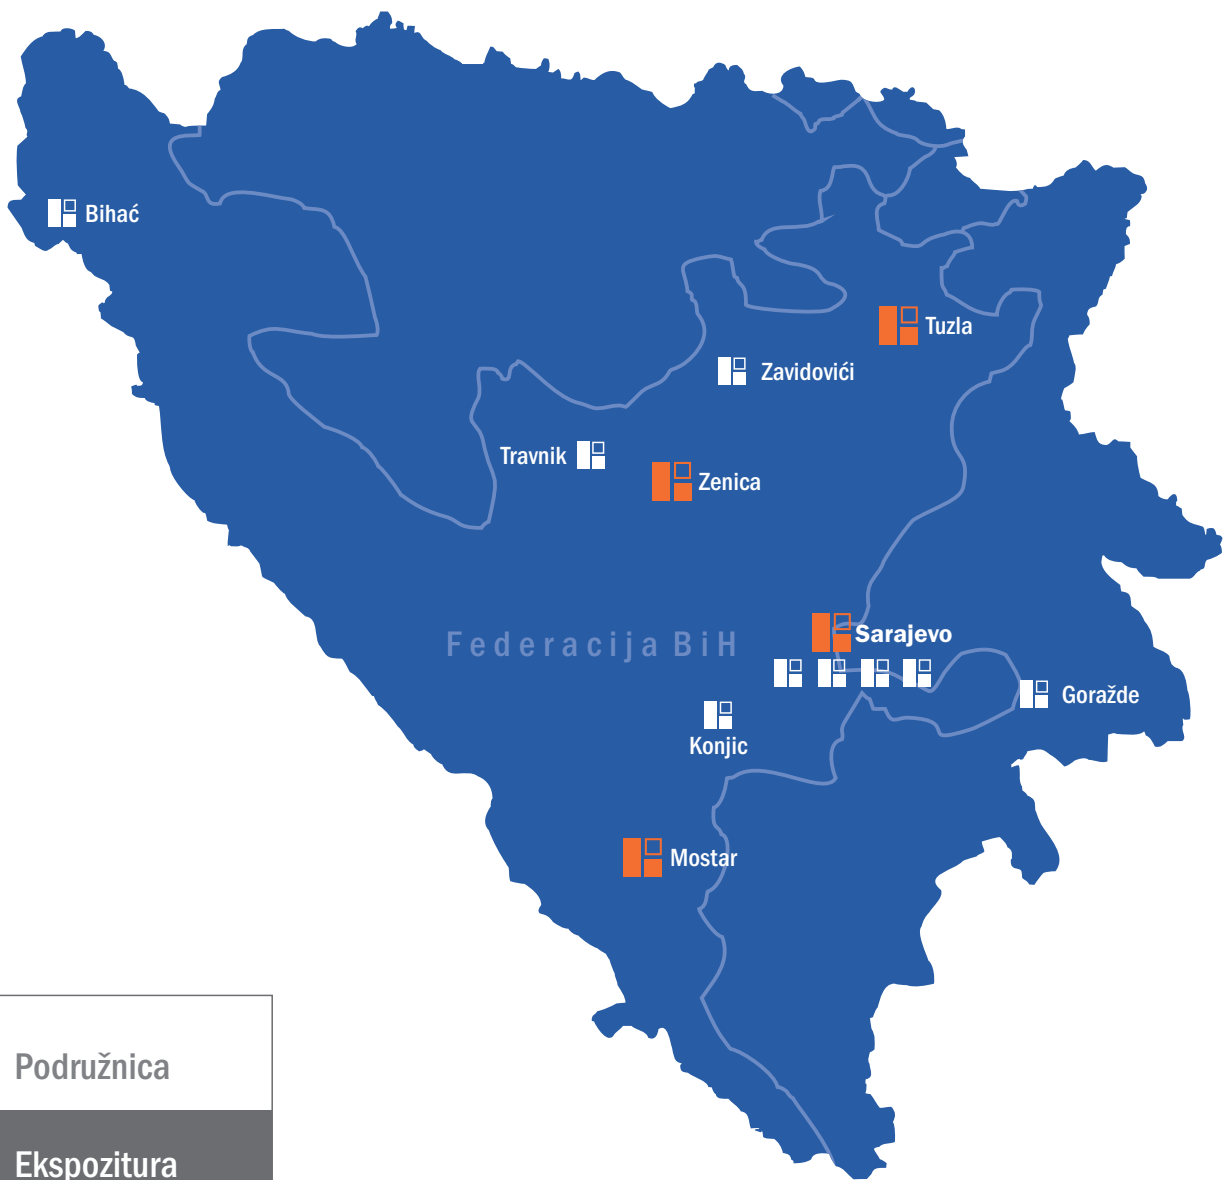 Bihać
Tuzla
Zavidovići
Travnik
Zenica
Federacija BiH
Sarajevo
Goražde
Konjic
Mostar
Podružnica
Ekspozitura